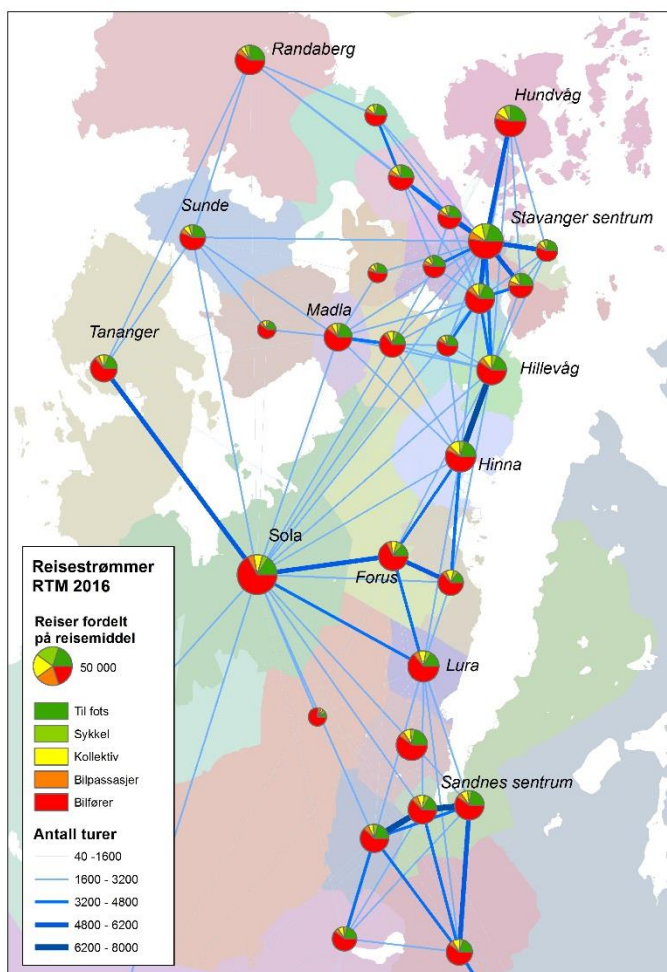 Randaberg
Hundvåg
Sunde
Stavanger sentrum
Madla
Tananger
Hillevåg
Hinna
Sola
Forus
Lura
Sandnes sentrum
Reisestrømmer
RTM 2016
Reiser fordelt
på reisemiddel
50 000
Til fots
Sykkel
Kollektiv
Bilpassasjer
Bilfører
Antall turer
40 -1600
1600 - 3200
3200 - 4800
4800 - 6200
6200 - 8000